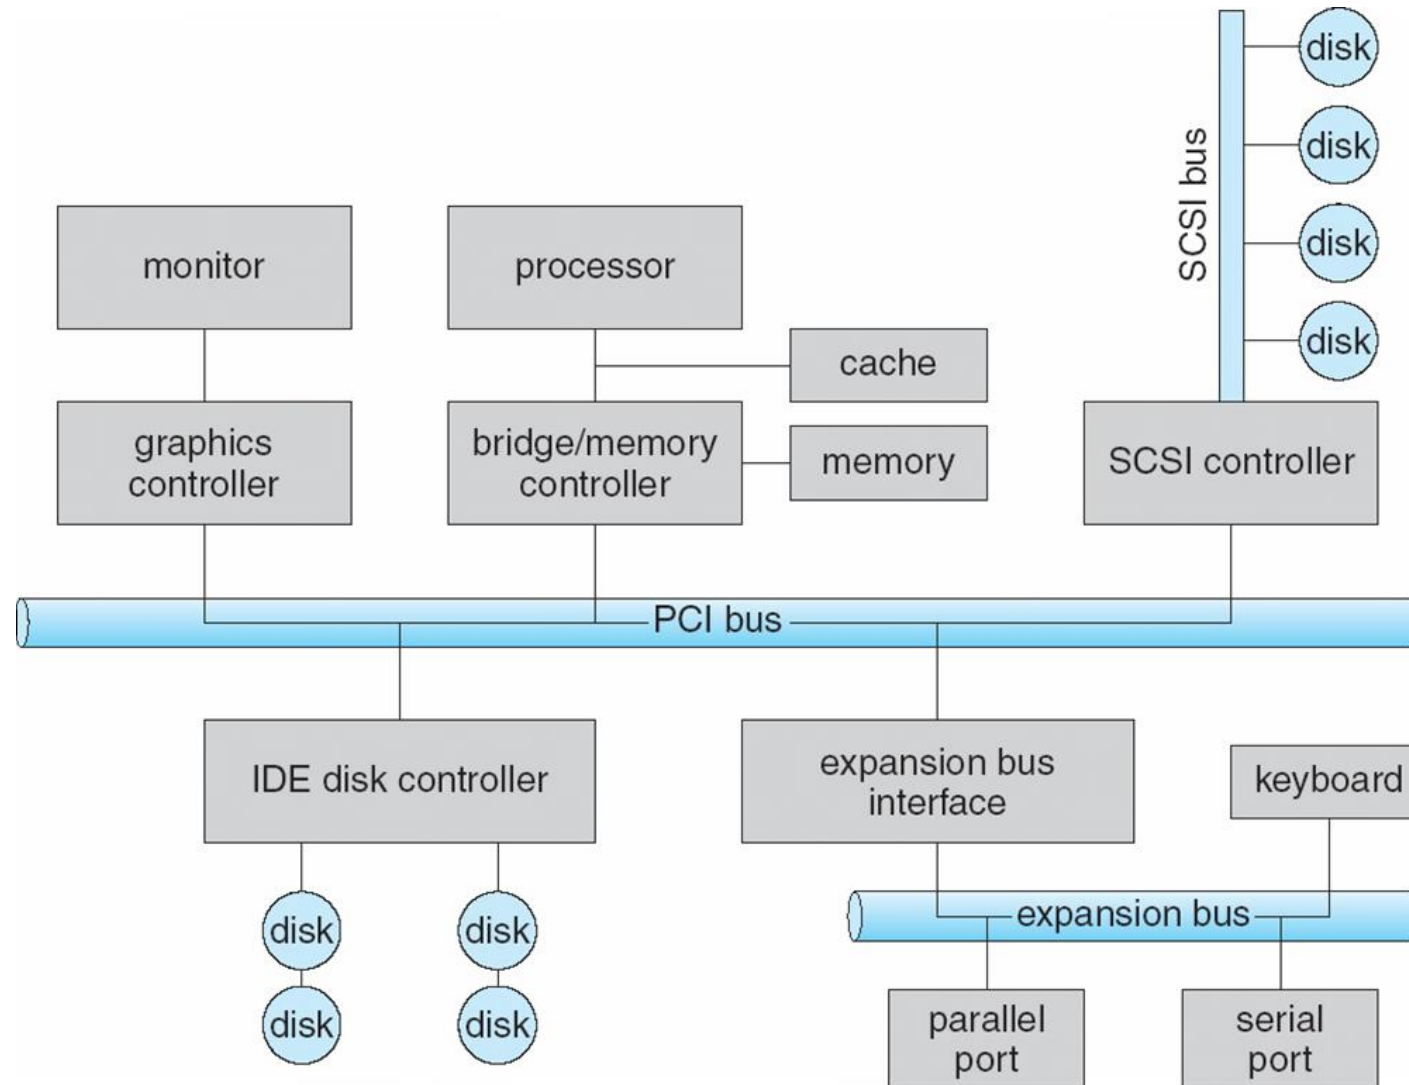 disk
disk
SCSI bus
disk
disk
monitor
processor
cache
graphics
controller
bridge/memory
controller
memory
SCSI controller
PCI bus
IDE disk controller
expansion bus
interface
keyboard
disk
disk
expansion bus
disk
disk
parallel
port
serial
port